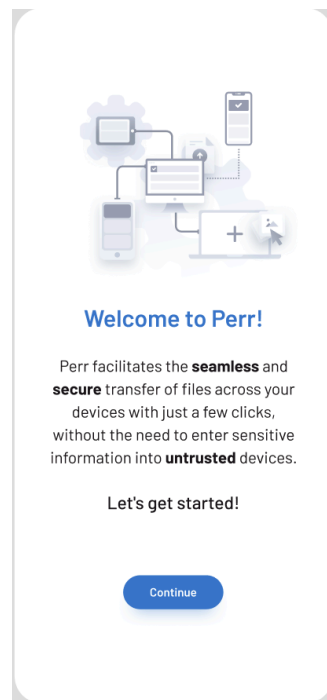 Welcome to Perr!
Perr facilitates the seamless and
secure transfer of files across your
devices with just a few clicks,
without the need to enter sensitive
information into untrusted devices.
Let's get started!
Continue